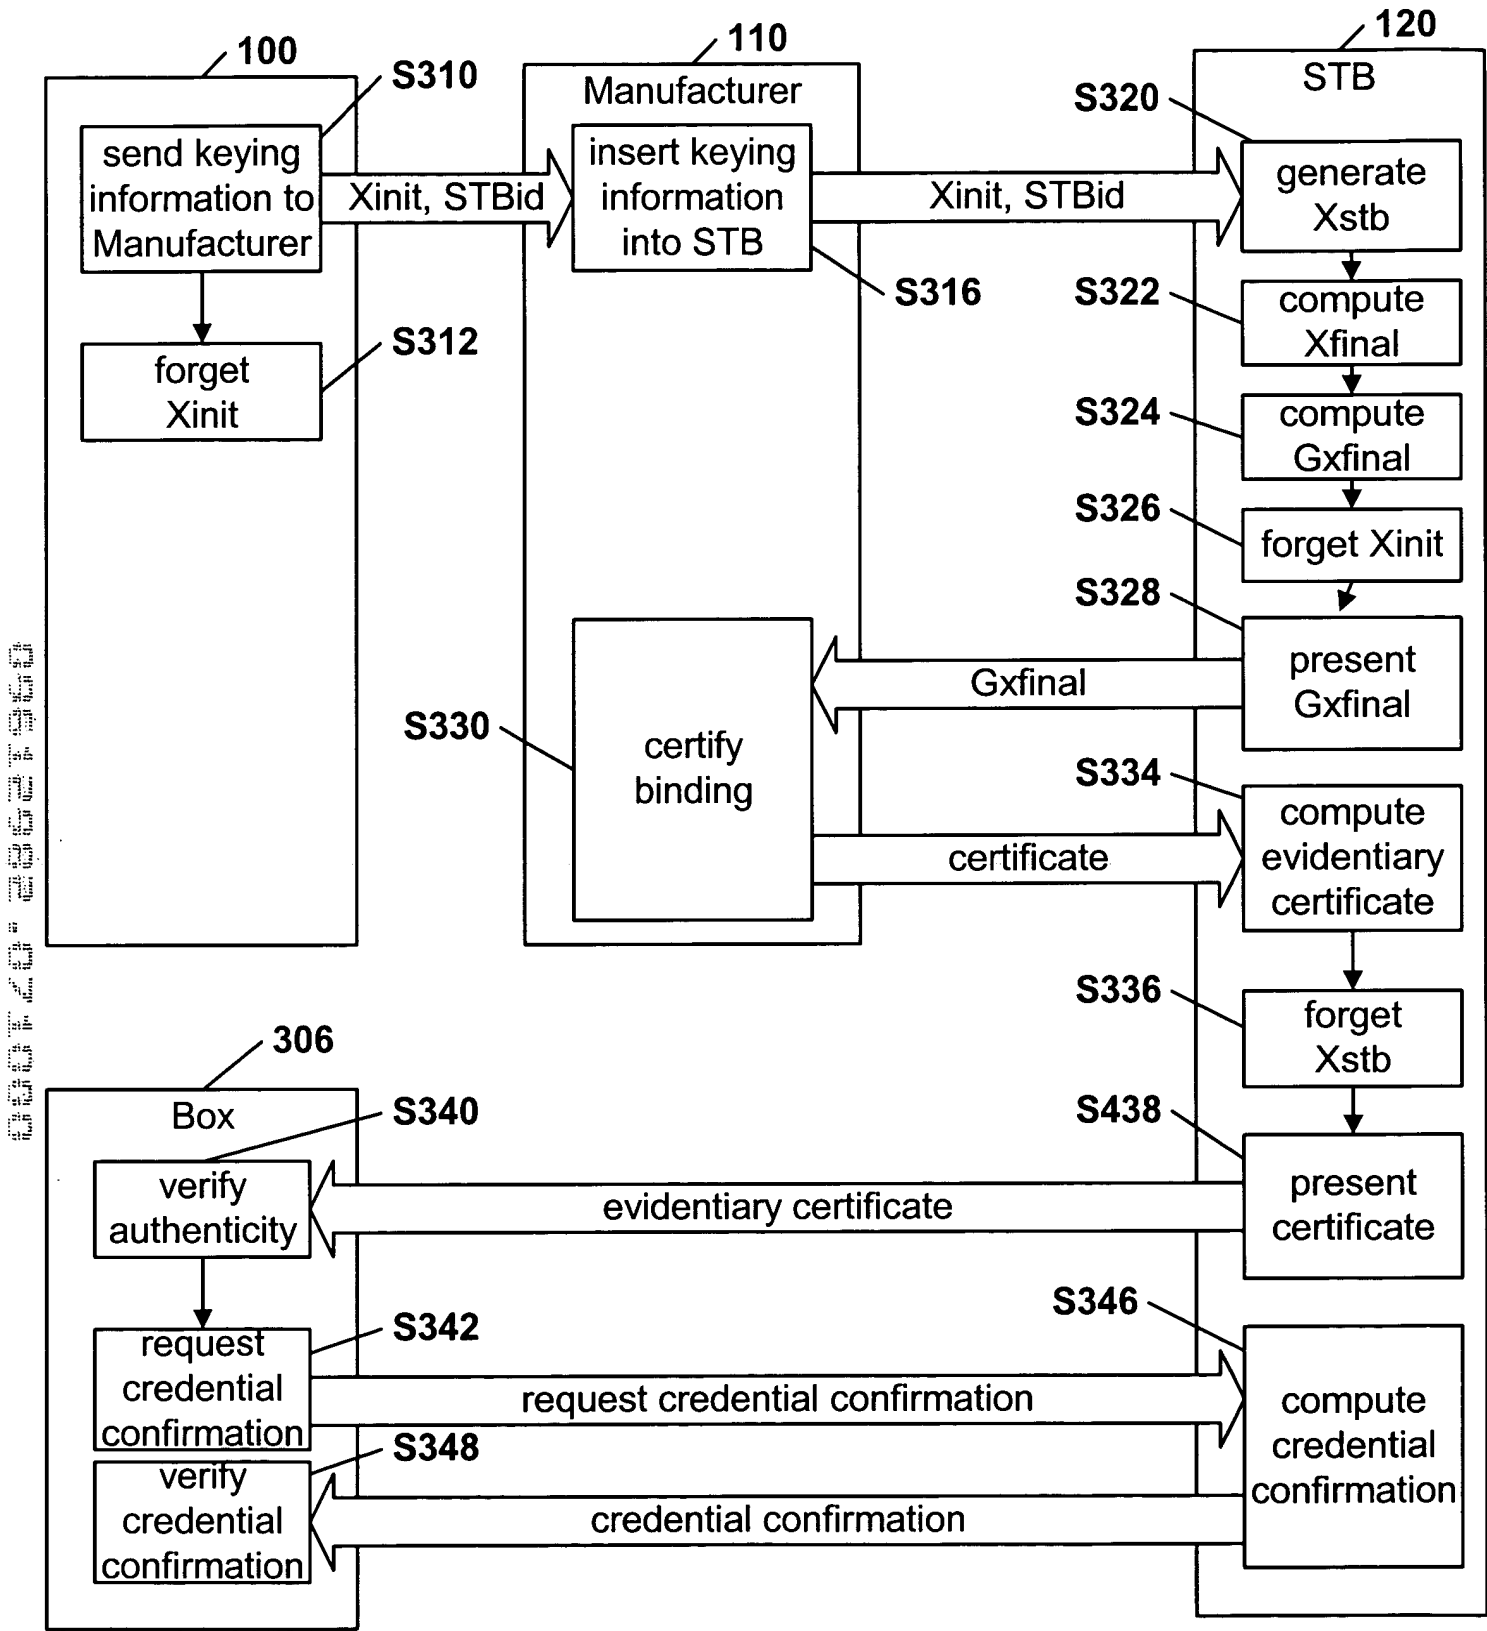 100
S310
send keying
information to
Manufacturer
Xinit, STBid
S312
forget
Xinit
110
Manufacturer
insert keying
information
into STB
S316
Xinit, STBid
120
STB
S320
generate
Xstb
S322
compute
Xfinal
S324
compute
Gxfinal
S326
forget Xinit
S328
present
Gxfinal
Gxfinal
S330
certify
binding
certificate
S334
compute
evidentiary
certificate
S336
forget
Xstb
S438
present
certificate
306
Box
S340
verify
authenticity
evidentiary certificate
S342
request
credential
confirmation
request credential confirmation
S346
compute
credential
confirmation
S348
verify
credential
confirmation
credential confirmation